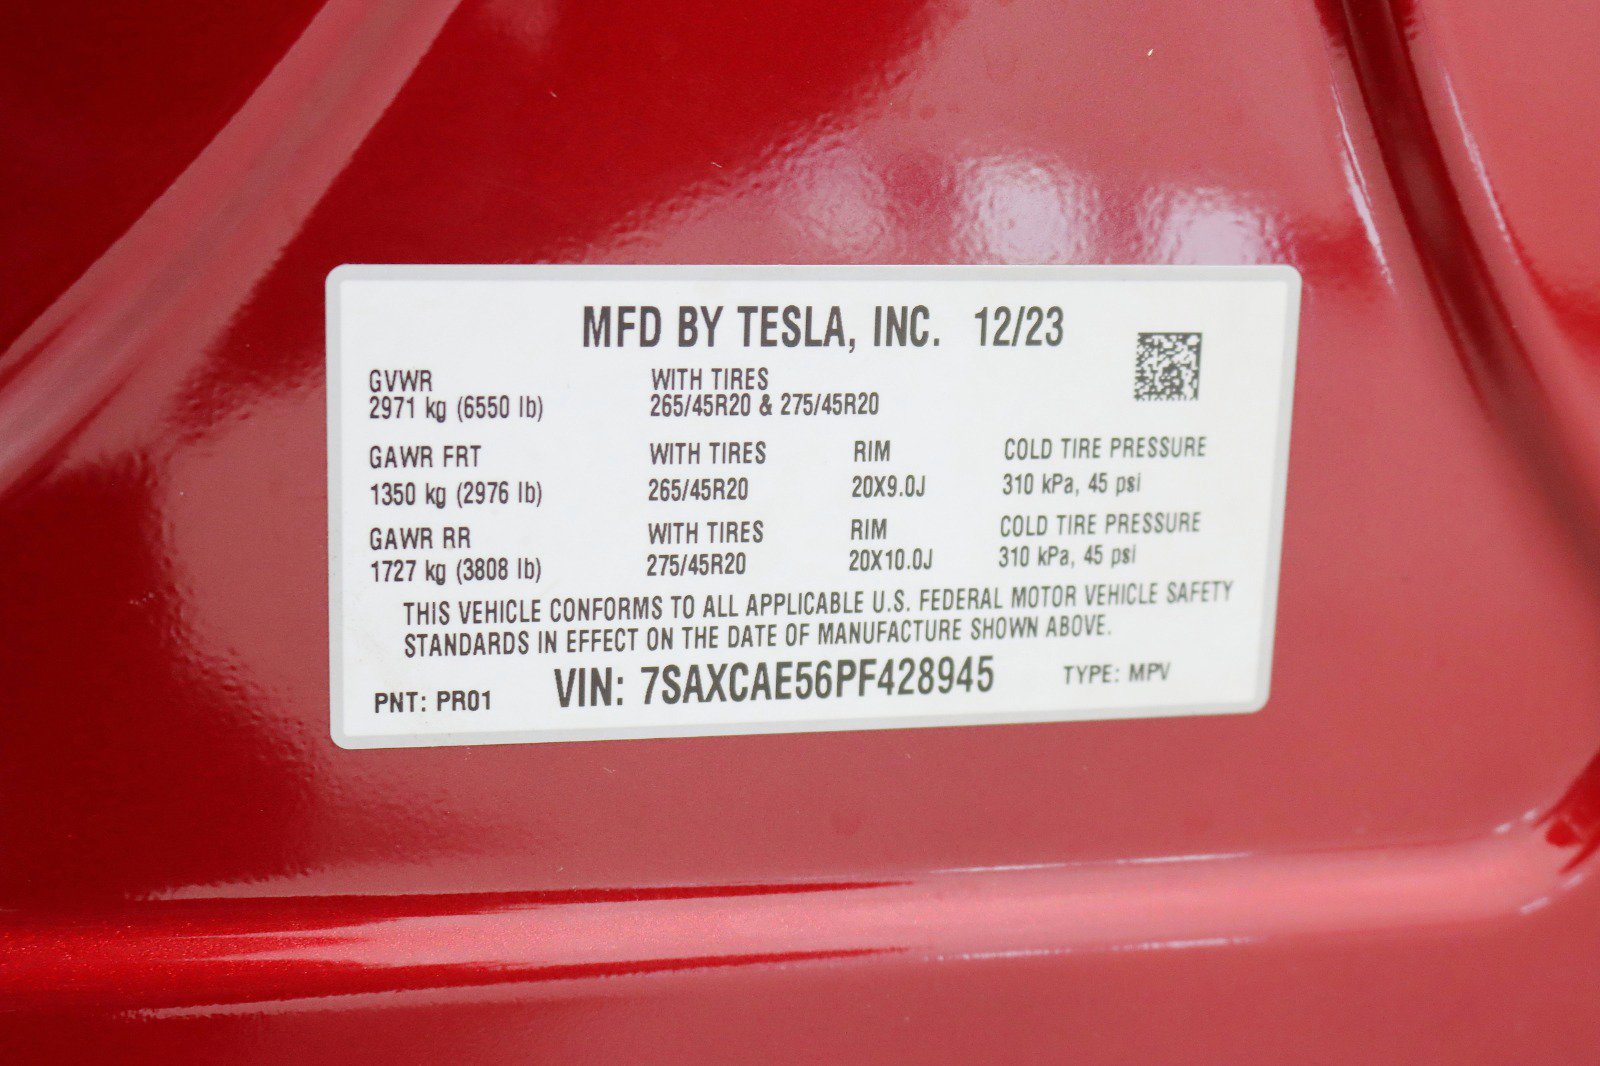 MFD BY TESLA, INC. 12/23
GVWR WITH TIRES
2971 kg (6550 lb) 265/45R20 & 275/45R20
GAWR FRT WITH TIRES RIM COLD TIRE PRESSURE
1350 kg (2976 lb) 265/45R20 20X9.0J 310 kPa, 45 psi
GAWR RR WITH TIRES RIM COLD TIRE PRESSURE
1727 kg (3808 lb) 275/45R20 20X10.0J 310 kPa, 45 psi
THIS VEHICLE CONFORMS TO ALL APPLICABLE U.S. FEDERAL MOTOR VEHICLE SAFETY
STANDARDS IN EFFECT ON THE DATE OF MANUFACTURE SHOWN ABOVE.
PNT: PR01 VIN: 7SAXCAE56PF428945 TYPE: MPV